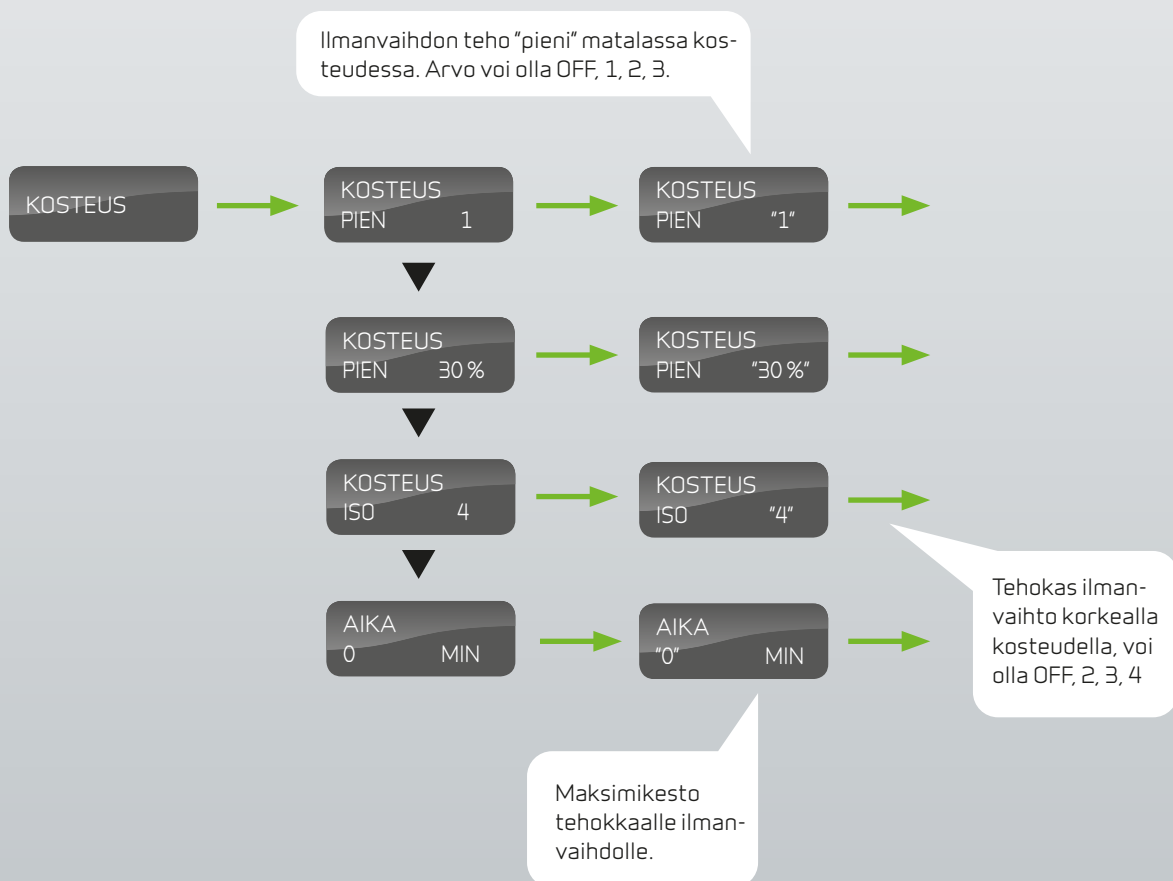 Ilmanvaihdon teho "pieni" matalassa kos-
teudessa. Arvo voi olla OFF, 1, 2, 3.
KOSTEUS
KOSTEUS
PIEN 1
KOSTEUS
PIEN "1"
KOSTEUS
PIEN 30 %
KOSTEUS
PIEN "30 %"
KOSTEUS
ISO 4
KOSTEUS
ISO "4"
Tehokas ilman-
vaihto korkealla
kosteudella, voi
olla OFF, 2, 3, 4
AIKA
0 MIN
AIKA
"0" MIN
Maksimikesto
tehokkaalle ilman-
vaihdolle.